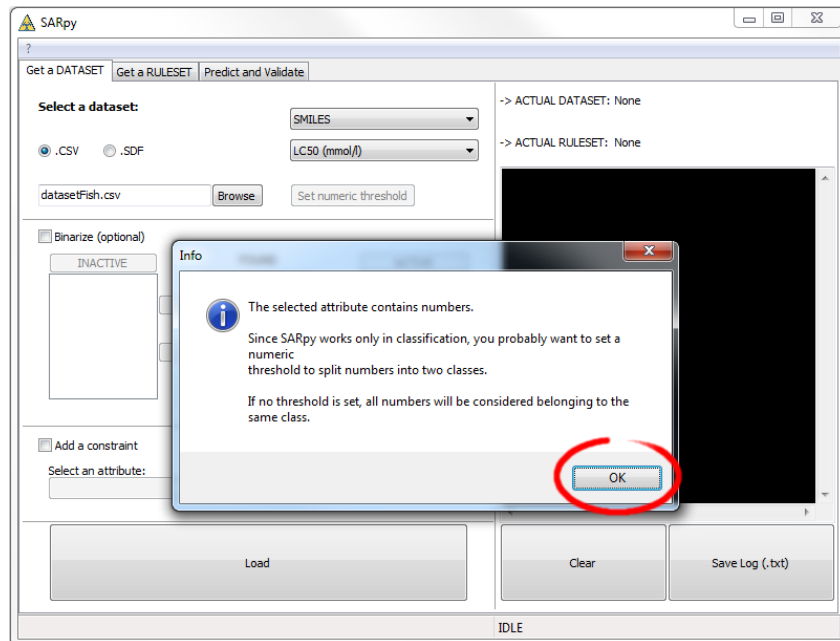 SARpy
?
Get a DATASET
Get a RULESET
Predict and Validate
Select a dataset:
SMILES
.CSV
.SDF
LC50 (mmol/l)
datasetFish.csv
Browse
Set numeric threshold
-> ACTUAL DATASET: None
-> ACTUAL RULESET: None
Binarize (optional)
INACTIVE
Info
The selected attribute contains numbers.
Since SARpy works only in classification, you probably want to set a
numeric
threshold to split numbers into two classes.
If no threshold is set, all numbers will be considered belonging to the
same class.
OK
Add a constraint
Select an attribute:
Load
Clear
Save Log (.txt)
IDLE